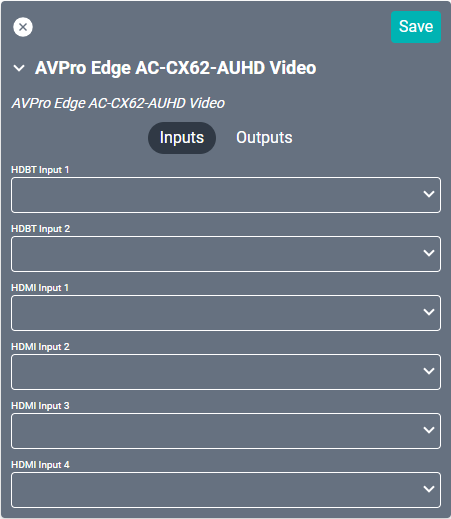 Save
AVPro Edge AC-CX62-AUHD Video
AVPro Edge AC-CX62-AUHD Video
Inputs Outputs
HDBT Input 1
HDBT Input 2
HDMI Input 1
HDMI Input 2
HDMI Input 3
HDMI Input 4